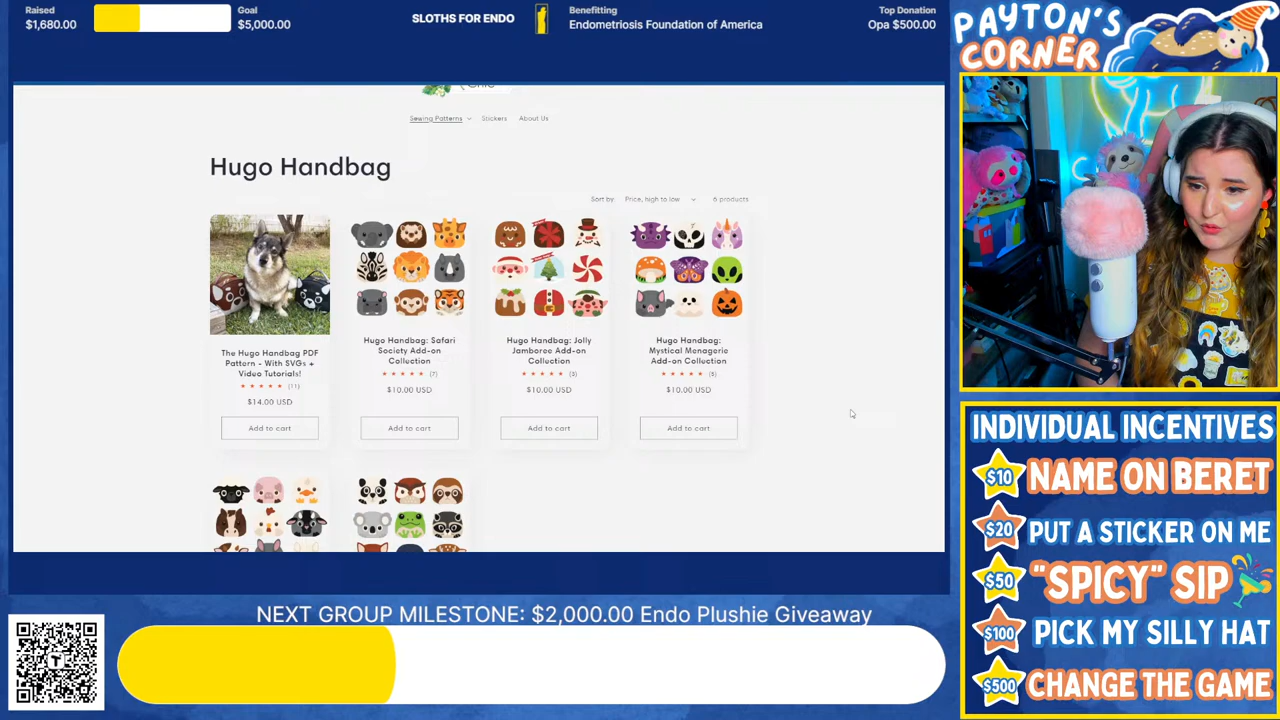 Raised
$1,680.00
Goal
$5,000.00
SLOTHS FOR ENDO
Benefitting
Endometriosis Foundation of America
Top Donation
Opa $500.00
PAYTON'S
CORNER
Chic
Sewing Patterns
Stickers
About Us
Hugo Handbag
Sort by:
Price, high to low
6 products
The Hugo Handbag PDF
Pattern - With SVGs +
Video Tutorials!
(11)
$14.00 USD
Add to cart
Hugo Handbag: Safari
Society Add-on
Collection
(7)
$10.00 USD
Add to cart
Hugo Handbag: Jolly
Jamboree Add-on
Collection
(3)
$10.00 USD
Add to cart
Hugo Handbag:
Mystical Menagerie
Add-on Collection
$10.00 USD
Add to cart
INDIVIDUAL INCENTIVES
$10 NAME ON BERET
$20 PUT A STICKER ON ME
$50 "SPICY" SIP
$100 PICK MY SILLY HAT
$500 CHANGE THE GAME
NEXT GROUP MILESTONE: $2,000.00 Endo Plushie Giveaway